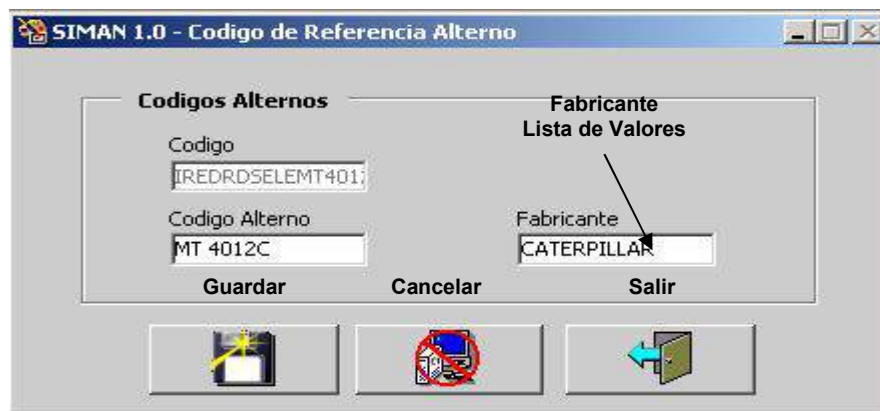 SIMAN 1.0 - Codigo de Referencia Alterno
Codigos Alternos
Fabricante
Lista de Valores
Codigo
IREDRDSELEMT401
Codigo Alterno
Fabricante
MT 4012C
CATERPILLAR
Guardar
Cancelar
Salir